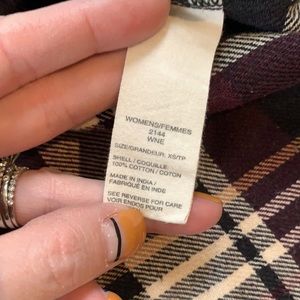 WOMENS/FEMMES
2144
WNE
SIZE/GRANDEUR: XS/TP
SHELL / COQUILLE
100% COTTON / COTON
MADE IN INDIA /
FABRIQUÉ EN INDE
SEE REVERSE FOR CARE
VOIR ENDOS POUR